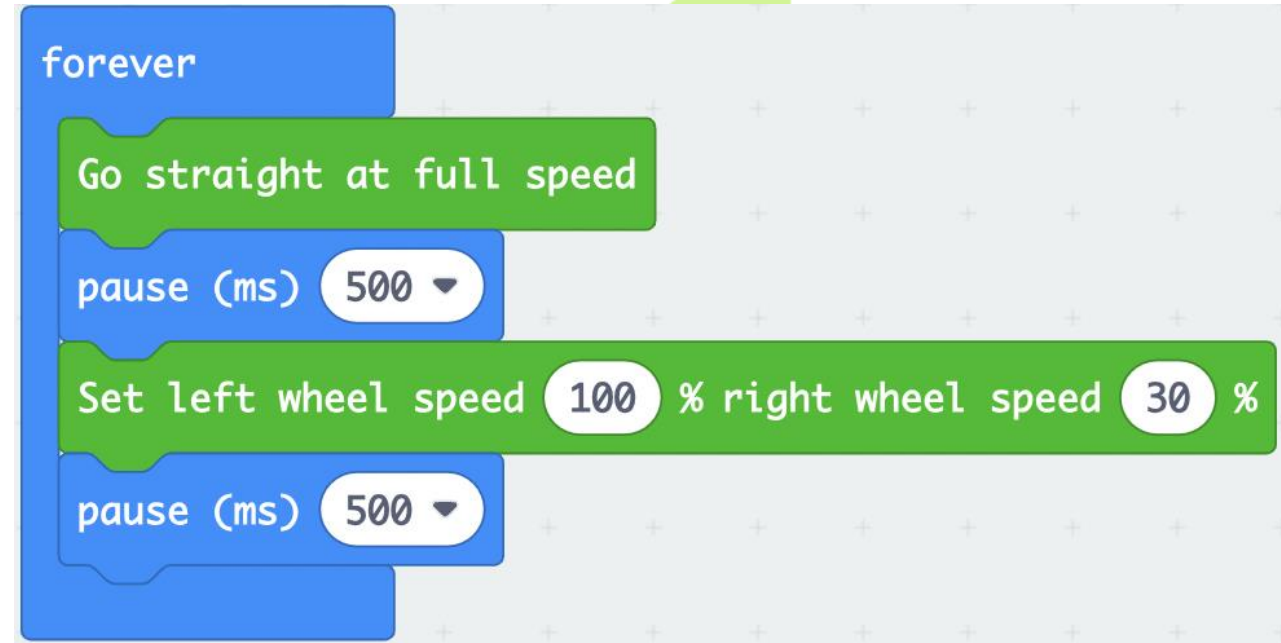 forever
Go straight at full speed
pause (ms) 500
Set left wheel speed 100 % right wheel speed 30 %
pause (ms) 500